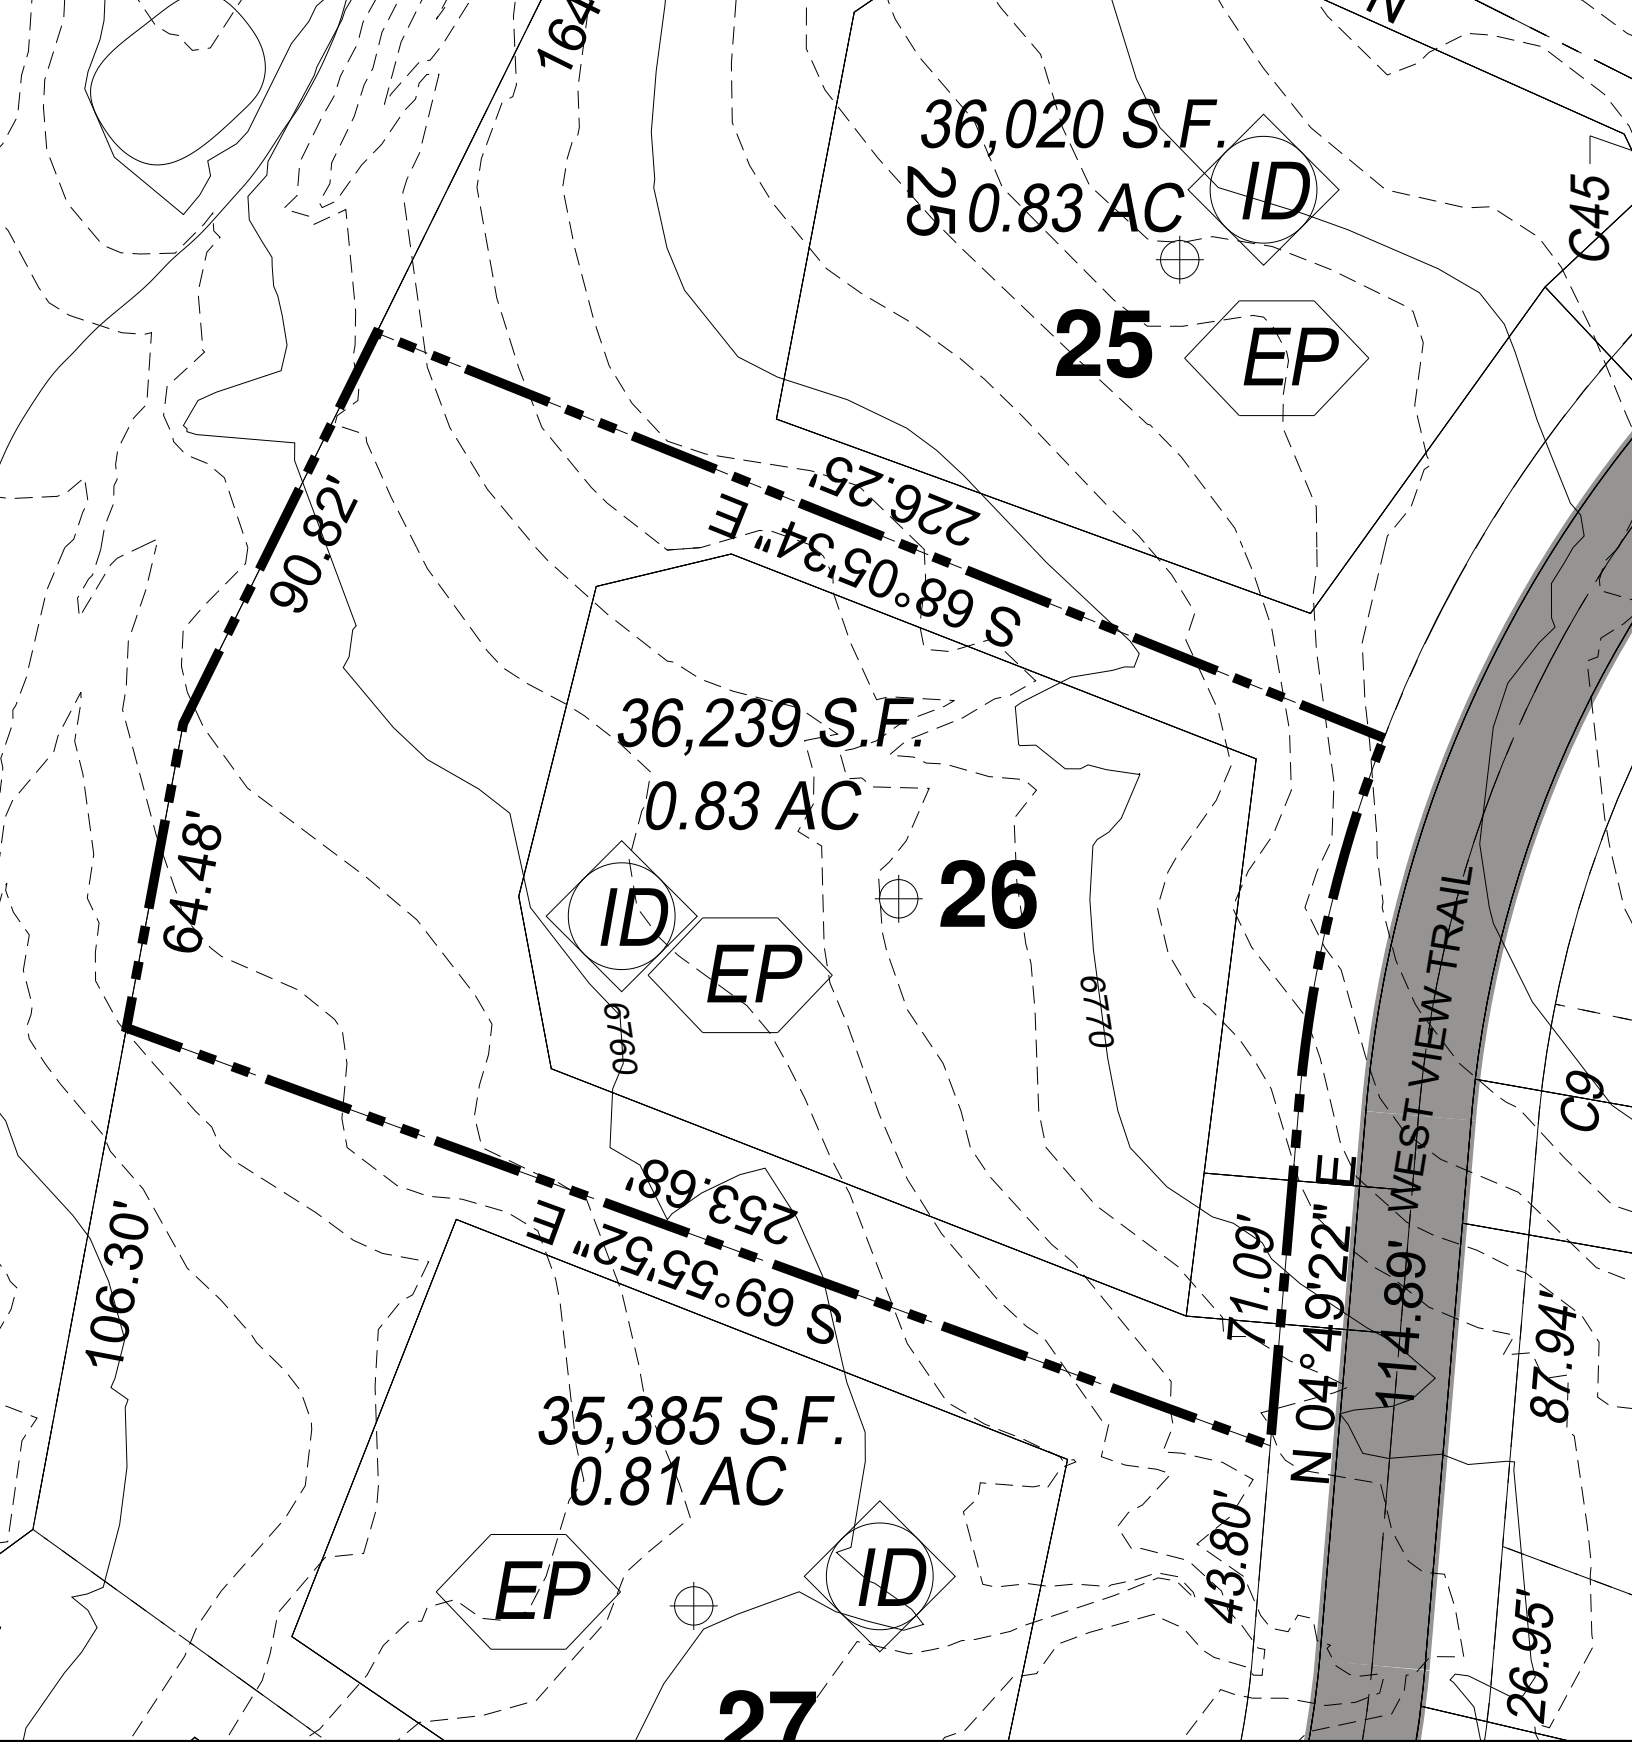 164
N
36,020 S.F.
0.83 AC
25
ID
C45
25
EP
226.25'
S 68°05'34" E
90.82'
36,239 S.F.
0.83 AC
64.48'
26
ID
EP
6760
6770
WEST VIEW TRAIL
C9
253.68'
S 69°55'52" E
71.09'
N 04°49'22" E
114.89'
106.30'
87.94'
35,385 S.F.
0.81 AC
43.80'
EP
ID
26.95'
27